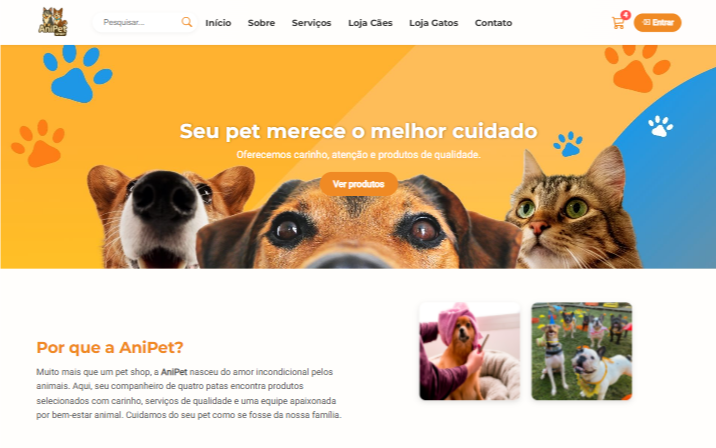 AniPet
Pesquisar...
Início Sobre Serviços Loja Cães Loja Gatos Contato
4
Entrar
Seu pet merece o melhor cuidado
Oferecemos carinho, atenção e produtos de qualidade.
Ver produtos
Por que a AniPet?
Muito mais que um pet shop, a AniPet nasceu do amor incondicional pelos
animais. Aqui, seu companheiro de quatro patas encontra produtos
selecionados com carinho, serviços de qualidade e uma equipe apaixonada
por bem-estar animal. Cuidamos do seu pet como se fosse da nossa família.